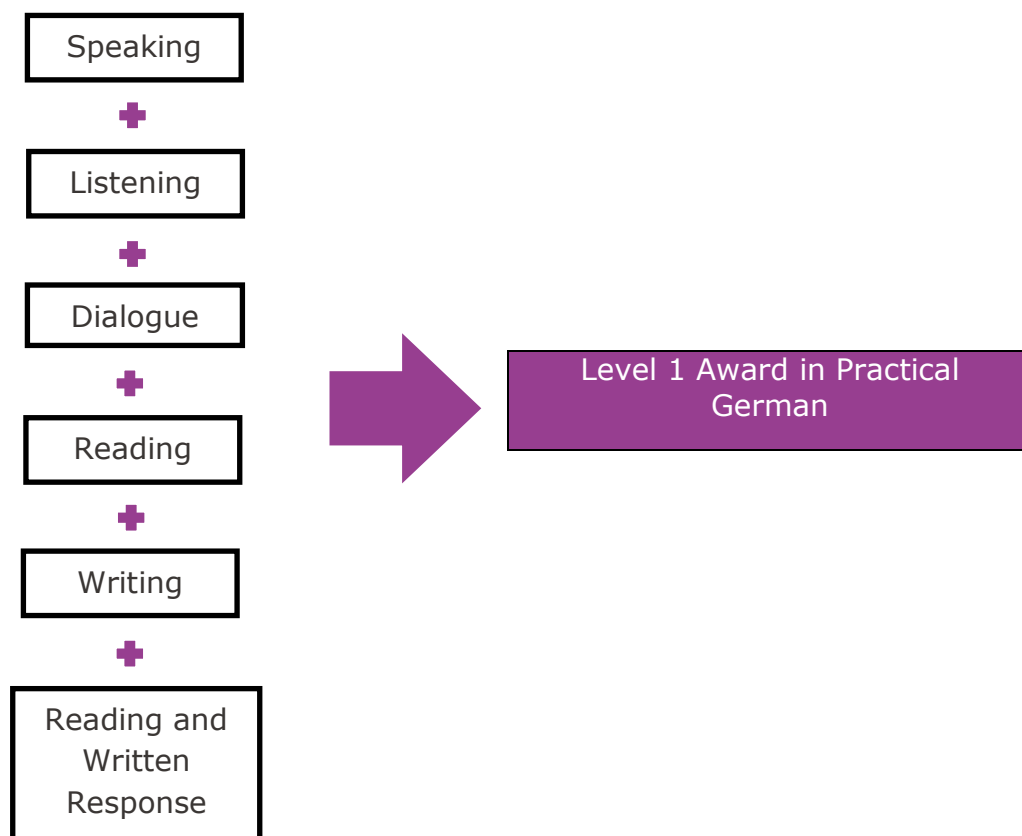 Speaking
Listening
Dialogue
Reading
Writing
Reading and
Written
Response
Level 1 Award in Practical
German